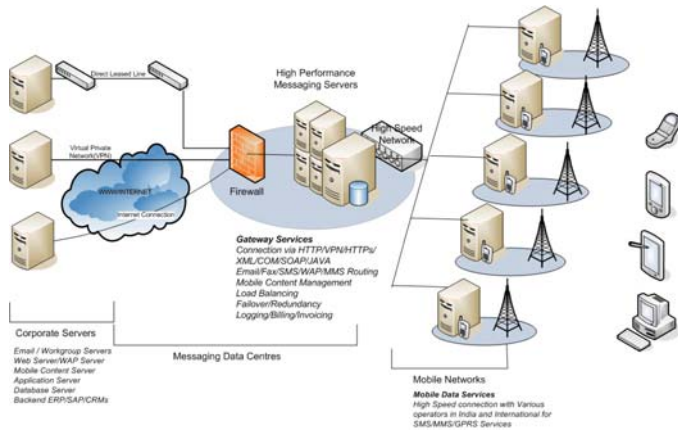 Direct Leased Line
High Performance
Messaging Servers
High Speed
Network
Virtual Private
Network(VPN)
WWW/INTERNET
Internet Connection
Firewall
Gateway Services
Connection via HTTP/VPN/HTTPs/
XML/COM/SOAP/JAVA
Email/Fax/SMS/WAP/MMS Routing
Mobile Content Management
Load Balancing
Failover/Redundancy
Logging/Billing/Invoicing
Corporate Servers
Email / Workgroup Servers
Web Server/WAP Server
Mobile Content Server
Application Server
Database Server
Backend ERP/SAP/CRMs
Messaging Data Centres
Mobile Networks
Mobile Data Services
High Speed connection with Various
operators in India and International for
SMS/MMS/GPRS Services